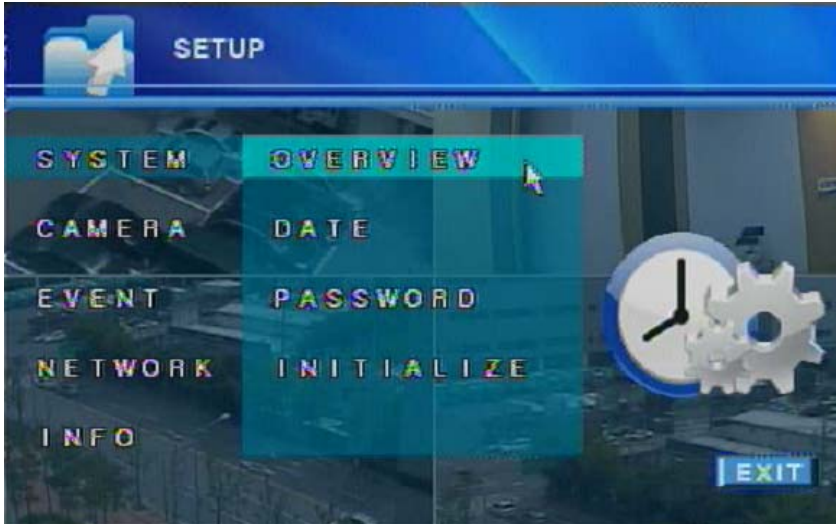 SETUP
SYSTEM
CAMERA
EVENT
NETWORK
INFO
OVERVIEW
DATE
PASSWORD
INITIALIZE
EXIT